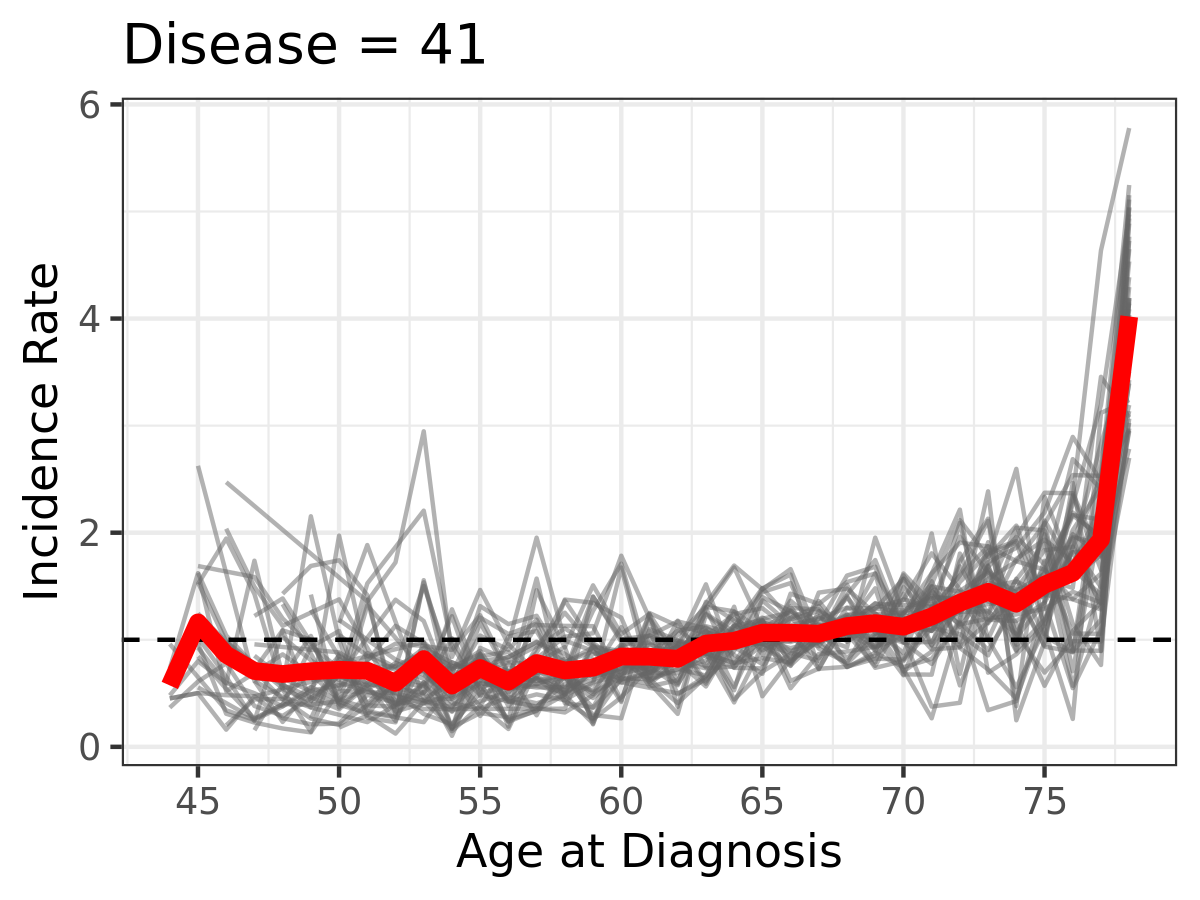 Disease = 41
6
4
2
0
Incidence Rate
45 50 55 60 65 70 75
Age at Diagnosis